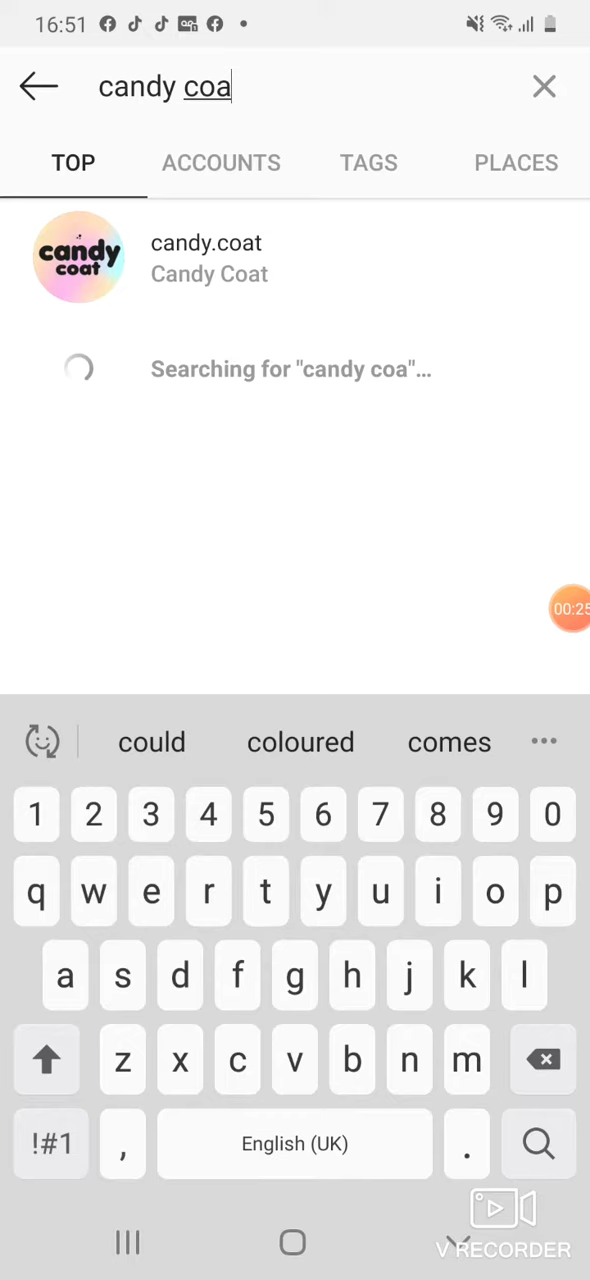 16:51
candy coa
TOP ACCOUNTS TAGS PLACES
candy
coat
candy.coat
Candy Coat
Searching for "candy coa"...
00:25
could coloured comes
1 2 3 4 5 6 7 8 9 0
q w e r t y u i o p
a s d f g h j k l
z x c v b n m
!#1 , English (UK) .
V RECORDER